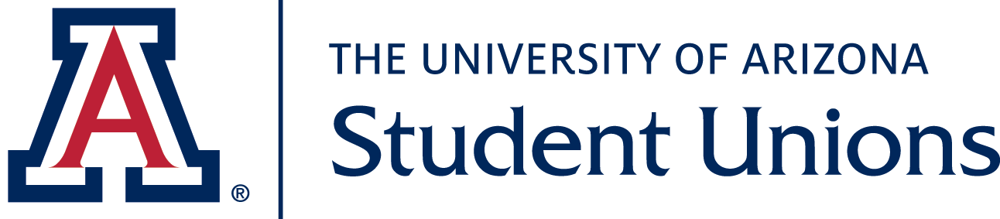 A ®
THE UNIVERSITY OF ARIZONA
Student Unions